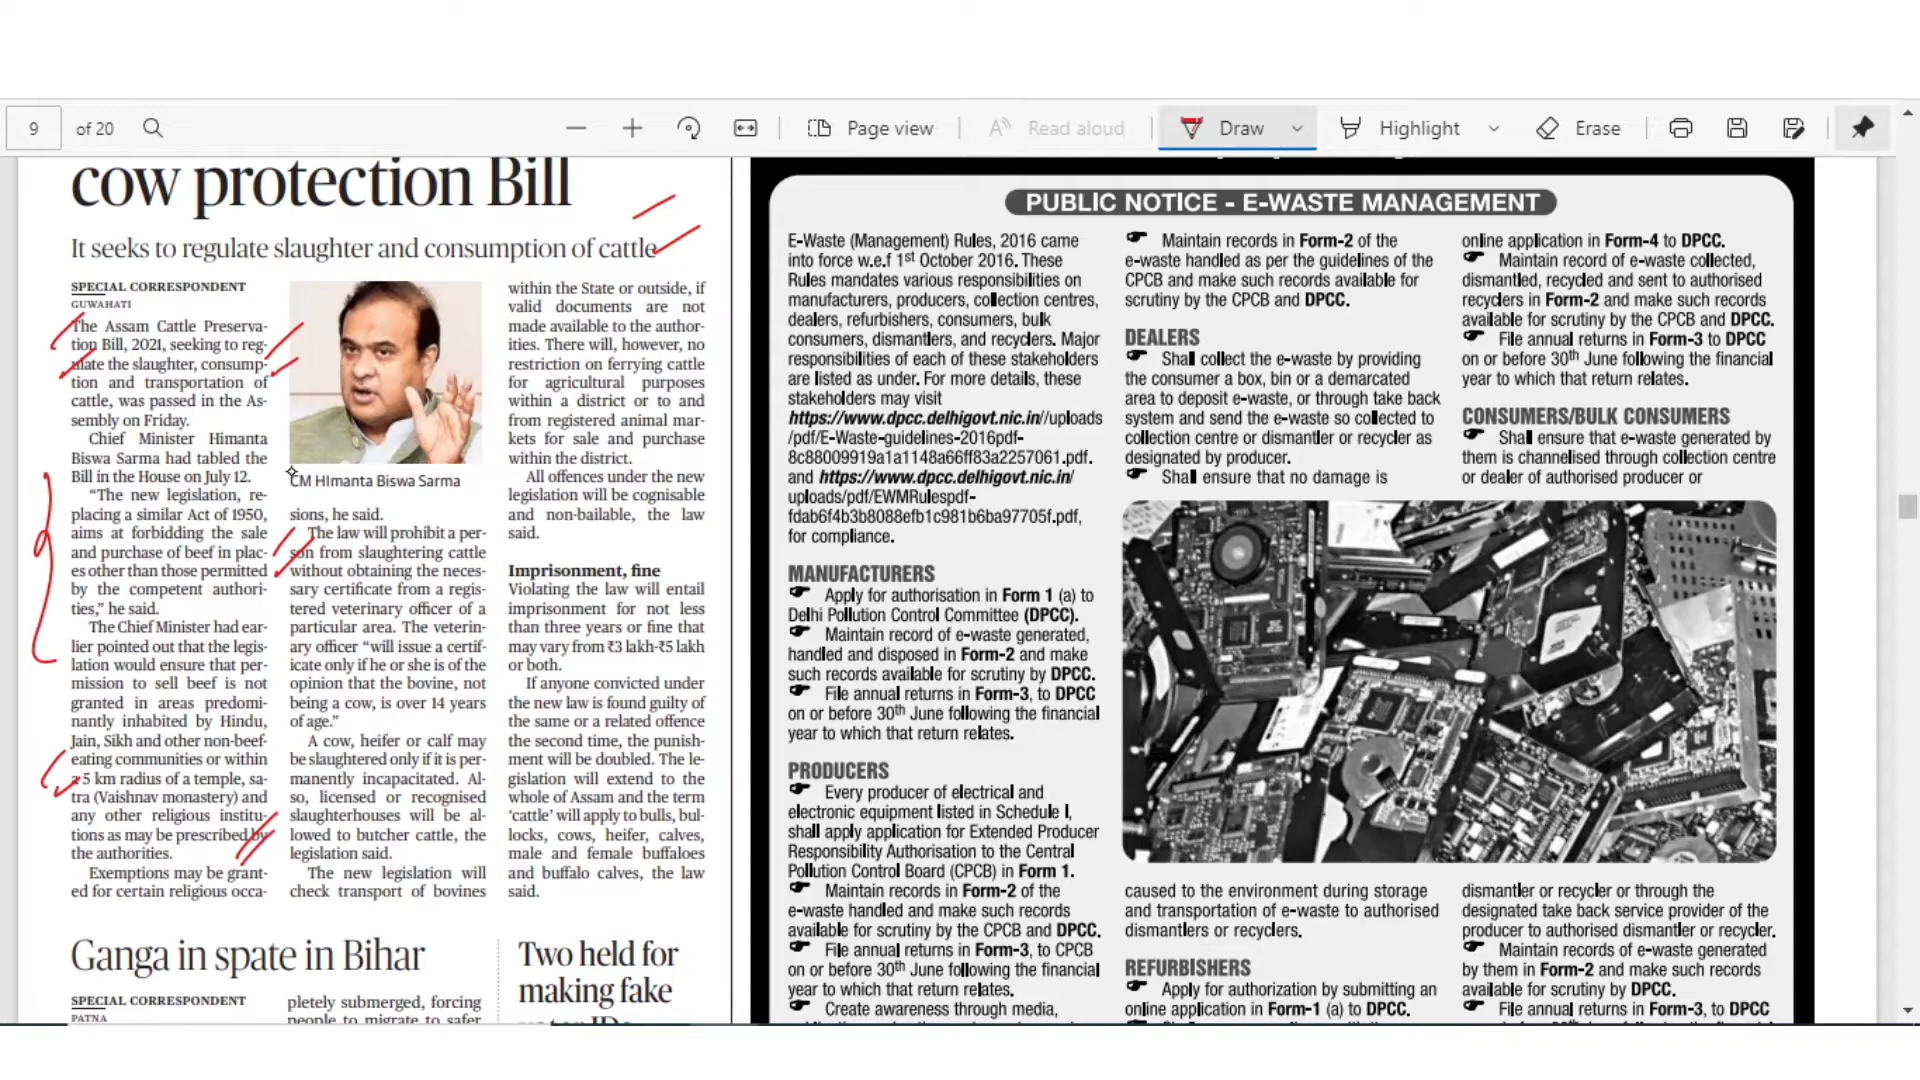 9 of 20 Page view Read aloud Draw Highlight Erase
cow protection Bill
It seeks to regulate slaughter and consumption of cattle
SPECIAL CORRESPONDENT
GUWAHATI
The Assam Cattle Preserva-
tion Bill, 2021, seeking to reg-
ulate the slaughter, consump-
tion and transportation of
cattle, was passed in the As-
sembly on Friday.
Chief Minister Himanta
Biswa Sarma had tabled the
Bill in the House on July 12.
“The new legislation, re-
placing a similar Act of 1950,
aims at forbidding the sale
and purchase of beef in plac-
es other than those permitted
by the competent authori-
ties,” he said.
The Chief Minister had ear-
lier pointed out that the legis-
lation would ensure that per-
mission to sell beef is not
granted in areas predomi-
nantly inhabited by Hindu,
Jain, Sikh and other non-beef-
eating communities or within
a 5 km radius of a temple, sa-
tra (Vaishnav monastery) and
any other religious institu-
tions as may be prescribed by
the authorities.
Exemptions may be grant-
ed for certain religious occa-
CM HImanta Biswa Sarma
sions, he said.
The law will prohibit a per-
son from slaughtering cattle
without obtaining the neces-
sary certificate from a regis-
tered veterinary officer of a
particular area. The veterin-
ary officer “will issue a certif-
icate only if he or she is of the
opinion that the bovine, not
being a cow, is over 14 years
of age.”
A cow, heifer or calf may
be slaughtered only if it is per-
manently incapacitated. Al-
so, licensed or recognised
slaughterhouses will be al-
lowed to butcher cattle, the
legislation said.
The new legislation will
check transport of bovines
within the State or outside, if
valid documents are not
made available to the author-
ities. There will, however, no
restriction on ferrying cattle
for agricultural purposes
within a district or to and
from registered animal mar-
kets for sale and purchase
within the district.
All offences under the new
legislation will be cognisable
and non-bailable, the law
said.
Imprisonment, fine
Violating the law will entail
imprisonment for not less
than three years or fine that
may vary from ₹3 lakh-₹5 lakh
or both.
If anyone convicted under
the new law is found guilty of
the same or a related offence
the second time, the punish-
ment will be doubled. The le-
gislation will extend to the
whole of Assam and the term
‘cattle’ will apply to bulls, bul-
locks, cows, heifer, calves,
male and female buffaloes
and buffalo calves, the law
said.
Ganga in spate in Bihar
SPECIAL CORRESPONDENT
PATNA
pletely submerged, forcing
people to migrate to safer
Two held for
making fake
PUBLIC NOTICE - E-WASTE MANAGEMENT
E-Waste (Management) Rules, 2016 came
into force w.e.f 1st October 2016. These
Rules mandates various responsibilities on
manufacturers, producers, collection centres,
dealers, refurbishers, consumers, bulk
consumers, dismantlers, and recyclers. Major
responsibilities of each of these stakeholders
are listed as under. For more details, these
stakeholders may visit
https://www.dpcc.delhigovt.nic.in//uploads
/pdf/E-Waste-guidelines-2016pdf-
8c88009919a1a1148a66ff83a2257061.pdf.
and https://www.dpcc.delhigovt.nic.in/
uploads/pdf/EWMRulespdf-
fdab6f4b3b8088efb1c981b6ba97705f.pdf,
for compliance.
MANUFACTURERS
Apply for authorisation in Form 1 (a) to
Delhi Pollution Control Committee (DPCC).
Maintain record of e-waste generated,
handled and disposed in Form-2 and make
such records available for scrutiny by DPCC.
File annual returns in Form-3, to DPCC
on or before 30th June following the financial
year to which that return relates.
PRODUCERS
Every producer of electrical and
electronic equipment listed in Schedule I,
shall apply application for Extended Producer
Responsibility Authorisation to the Central
Pollution Control Board (CPCB) in Form 1.
Maintain records in Form-2 of the
e-waste handled and make such records
available for scrutiny by the CPCB and DPCC.
File annual returns in Form-3, to CPCB
on or before 30th June following the financial
year to which that return relates.
Create awareness through media,
Maintain records in Form-2 of the
e-waste handled as per the guidelines of the
CPCB and make such records available for
scrutiny by the CPCB and DPCC.
DEALERS
Shall collect the e-waste by providing
the consumer a box, bin or a demarcated
area to deposit e-waste, or through take back
system and send the e-waste so collected to
collection centre or dismantler or recycler as
designated by producer.
Shall ensure that no damage is
caused to the environment during storage
and transportation of e-waste to authorised
dismantlers or recyclers.
REFURBISHERS
Apply for authorization by submitting an
online application in Form-1 (a) to DPCC.
online application in Form-4 to DPCC.
Maintain record of e-waste collected,
dismantled, recycled and sent to authorised
recyclers in Form-2 and make such records
available for scrutiny by the CPCB and DPCC.
File annual returns in Form-3 to DPCC
on or before 30th June following the financial
year to which that return relates.
CONSUMERS/BULK CONSUMERS
Shall ensure that e-waste generated by
them is channelised through collection centre
or dealer of authorised producer or
dismantler or recycler or through the
designated take back service provider of the
producer to authorised dismantler or recycler.
Maintain records of e-waste generated
by them in Form-2 and make such records
available for scrutiny by DPCC.
File annual returns in Form-3, to DPCC